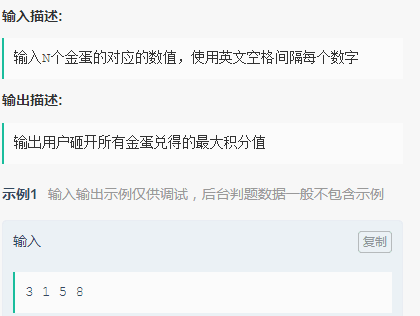 输入描述:
输入N个金蛋的对应的数值，使用英文空格间隔每个数字
输出描述:
输出用户砸开所有金蛋兑得的最大积分值
示例1 输入输出示例仅供调试，后台判题数据一般不包含示例
输入 复制
3 1 5 8